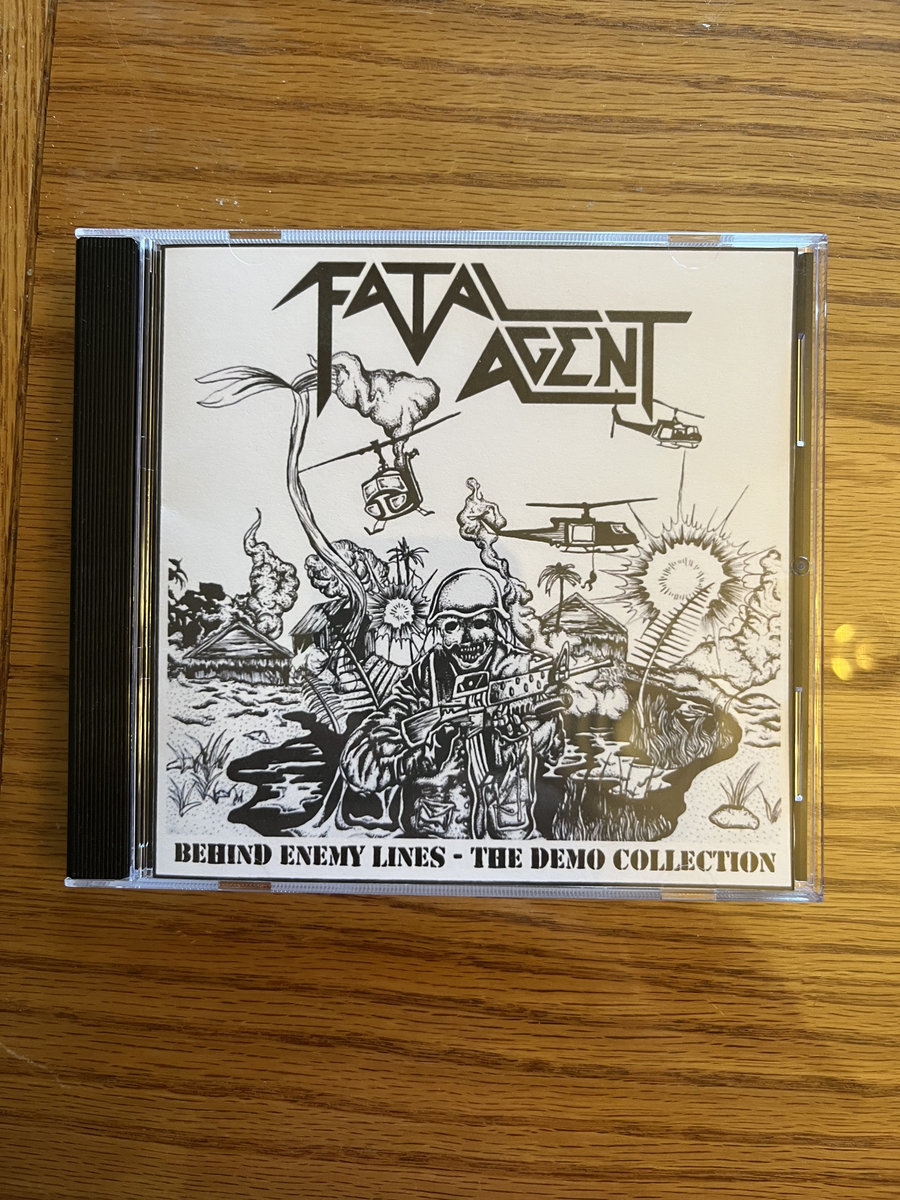 FATAL
AGENT
BEHIND ENEMY LINES - THE DEMO COLLECTION